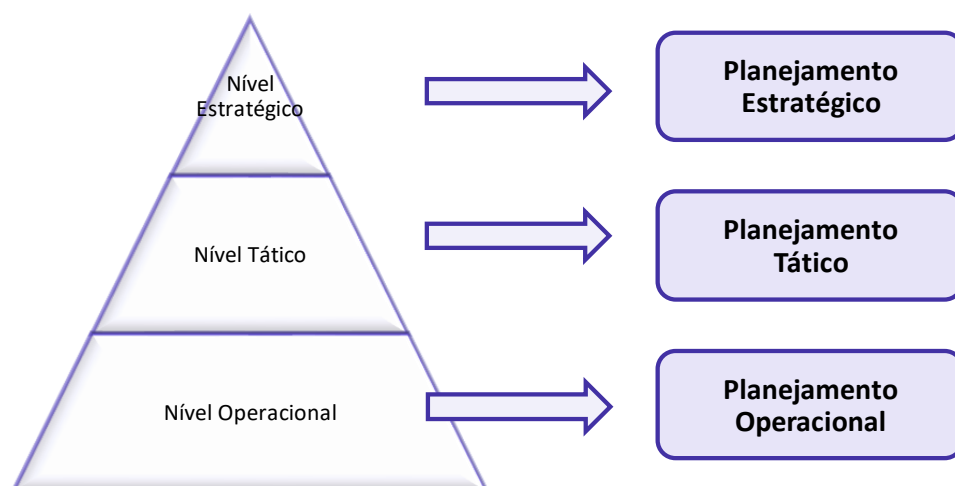 Nível
Estratégico
Planejamento
Estratégico
Nível Tático
Planejamento
Tático
Nível Operacional
Planejamento
Operacional